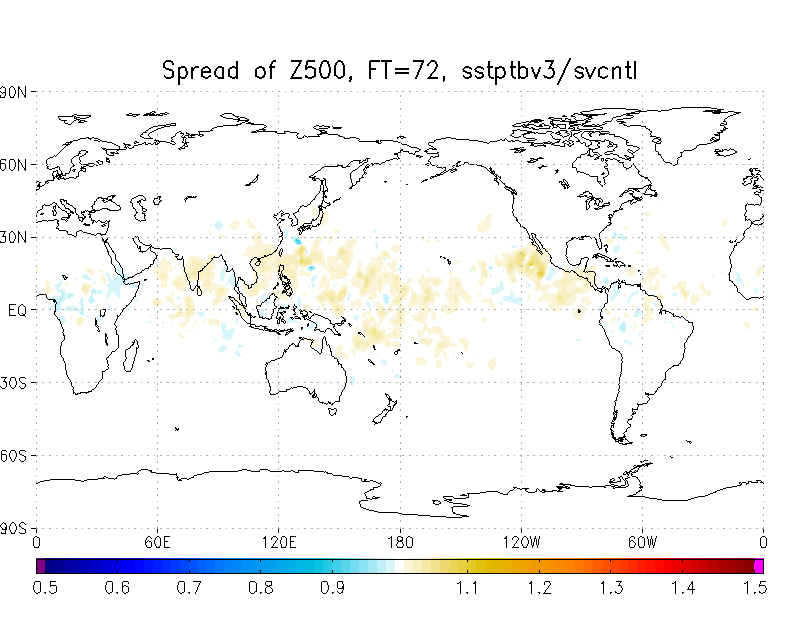 Spread of Z500, FT=72, sstptbv3/svcntl
90N
60N
30N
EQ
30S
60S
90S
0 60E 120E 180 120W 60W 0
0.5 0.6 0.7 0.8 0.9 1.1 1.2 1.3 1.4 1.5